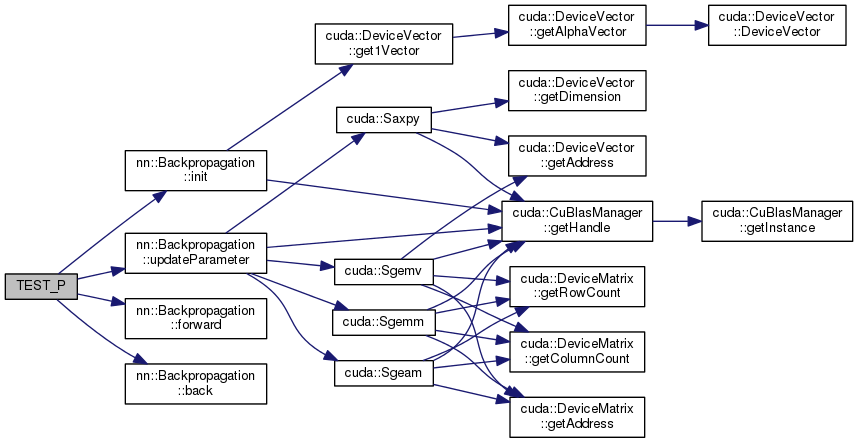 TEST_P
nn::Backpropagation
::init
nn::Backpropagation
::updateParameter
nn::Backpropagation
::forward
nn::Backpropagation
::back
cuda::DeviceVector
::get1Vector
cuda::Saxpy
cuda::Sgemv
cuda::Sgemm
cuda::Sgeam
cuda::DeviceVector
::getAlphaVector
cuda::DeviceVector
::getDimension
cuda::DeviceVector
::getAddress
cuda::CuBlasManager
::getHandle
cuda::DeviceMatrix
::getRowCount
cuda::DeviceMatrix
::getColumnCount
cuda::DeviceMatrix
::getAddress
cuda::DeviceVector
::DeviceVector
cuda::CuBlasManager
::getInstance